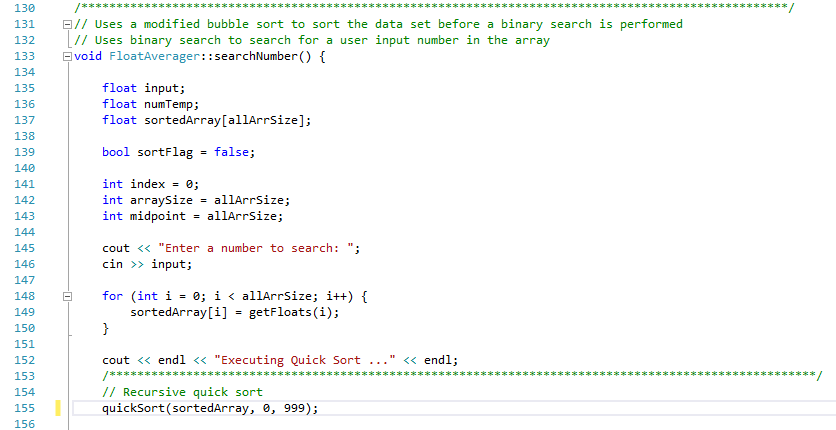 130 /*****************************************************************************************************/
131 // Uses a modified bubble sort to sort the data set before a binary search is performed
132 // Uses binary search to search for a user input number in the array
133 void FloatAverager::searchNumber() {
134
135 float input;
136 float numTemp;
137 float sortedArray[allArrSize];
138
139 bool sortFlag = false;
140
141 int index = 0;
142 int arraySize = allArrSize;
143 int midpoint = allArrSize;
144
145 cout << "Enter a number to search: ";
146 cin >> input;
147
148 for (int i = 0; i < allArrSize; i++) {
149 sortedArray[i] = getFloats(i);
150 }
151
152 cout << endl << "Executing Quick Sort ..." << endl;
153 /*****************************************************************************************************/
154 // Recursive quick sort
155 quickSort(sortedArray, 0, 999);
156